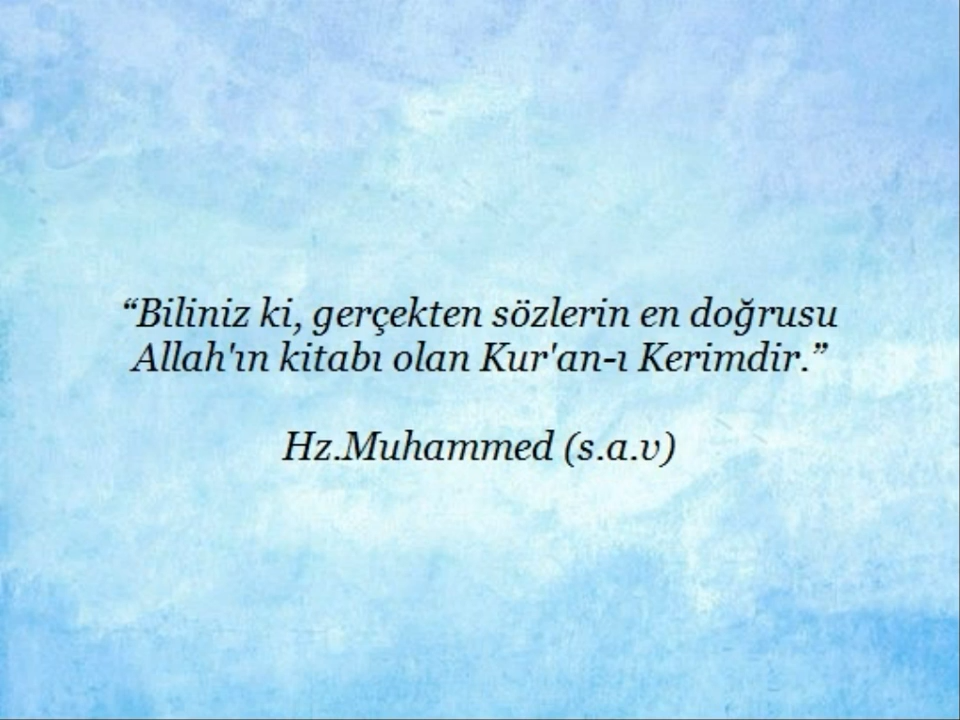 “Biliniz ki, gerçekten sözlerin en doğrusu
Allah'ın kitabı olan Kur'an-ı Kerimdir.”
Hz.Muhammed (s.a.v)